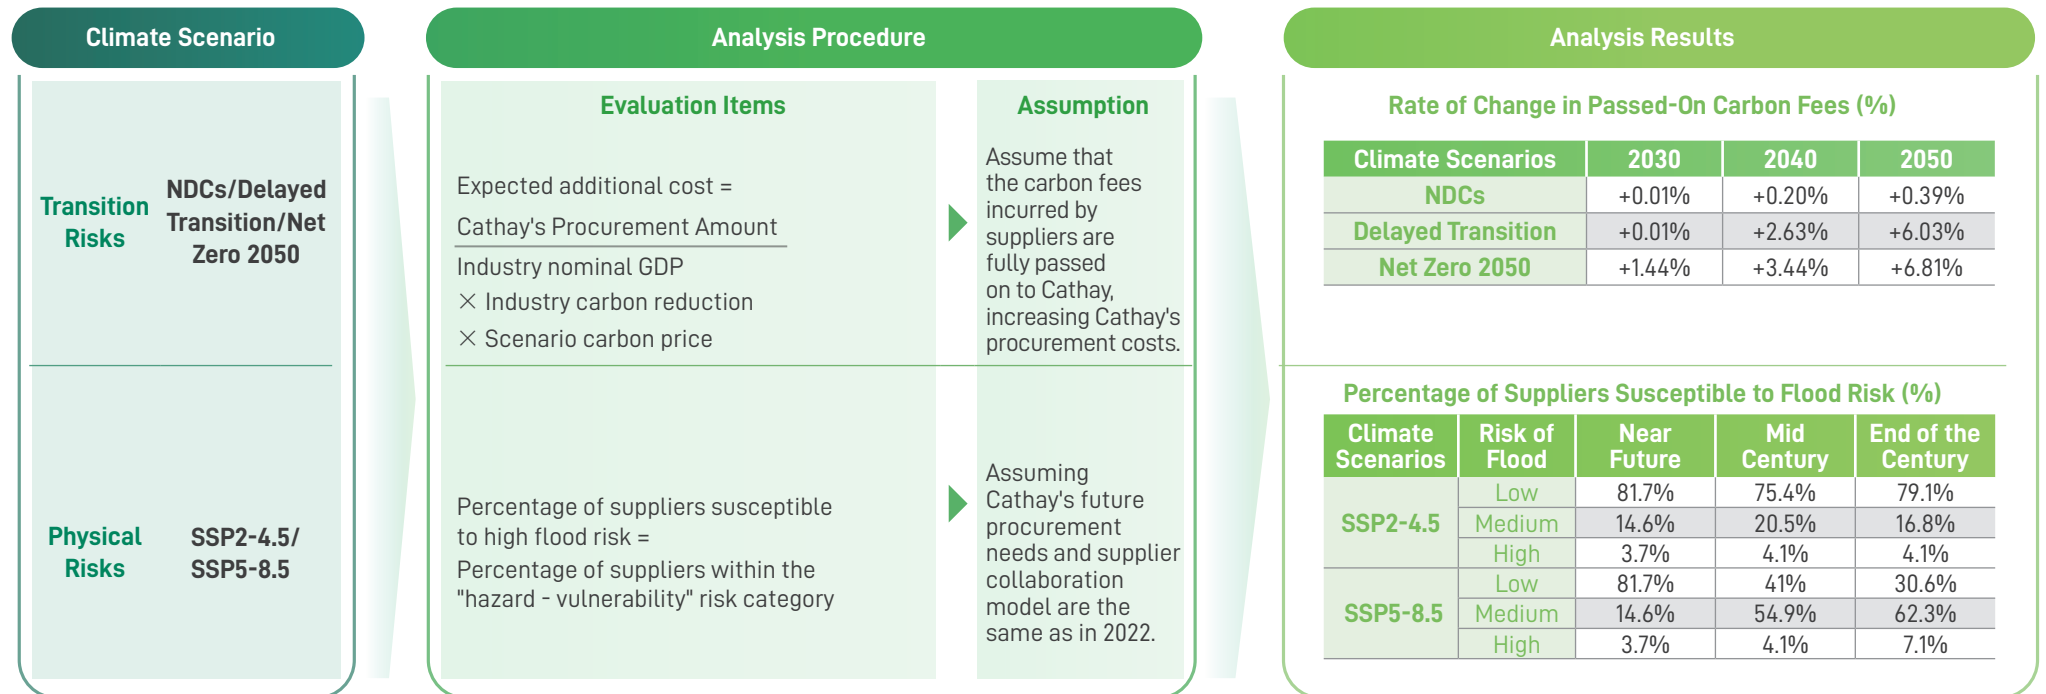 Climate Scenario
Analysis Procedure
Analysis Results
Transition
Risks
NDCs/Delayed
Transition/Net
Zero 2050
Evaluation Items
Expected additional cost =
Cathay's Procurement Amount
Industry nominal GDP
× Industry carbon reduction
× Scenario carbon price
Assumption
Assume that
the carbon fees
incurred by
suppliers are
fully passed
on to Cathay,
increasing Cathay's
procurement costs.
Rate of Change in Passed-On Carbon Fees (%)
Climate Scenarios 2030 2040 2050
NDCs +0.01% +0.20% +0.39%
Delayed Transition +0.01% +2.63% +6.03%
Net Zero 2050 +1.44% +3.44% +6.81%
Physical
Risks
SSP2-4.5/
SSP5-8.5
Percentage of suppliers susceptible
to high flood risk =
Percentage of suppliers within the
"hazard - vulnerability" risk category
Assuming
Cathay's future
procurement
needs and supplier
collaboration
model are the
same as in 2022.
Percentage of Suppliers Susceptible to Flood Risk (%)
Climate Risk of Near Mid End of the
Scenarios Flood Future Century Century
Low 81.7% 75.4% 79.1%
SSP2-4.5 Medium 14.6% 20.5% 16.8%
High 3.7% 4.1% 4.1%
Low 81.7% 41% 30.6%
SSP5-8.5 Medium 14.6% 54.9% 62.3%
High 3.7% 4.1% 7.1%